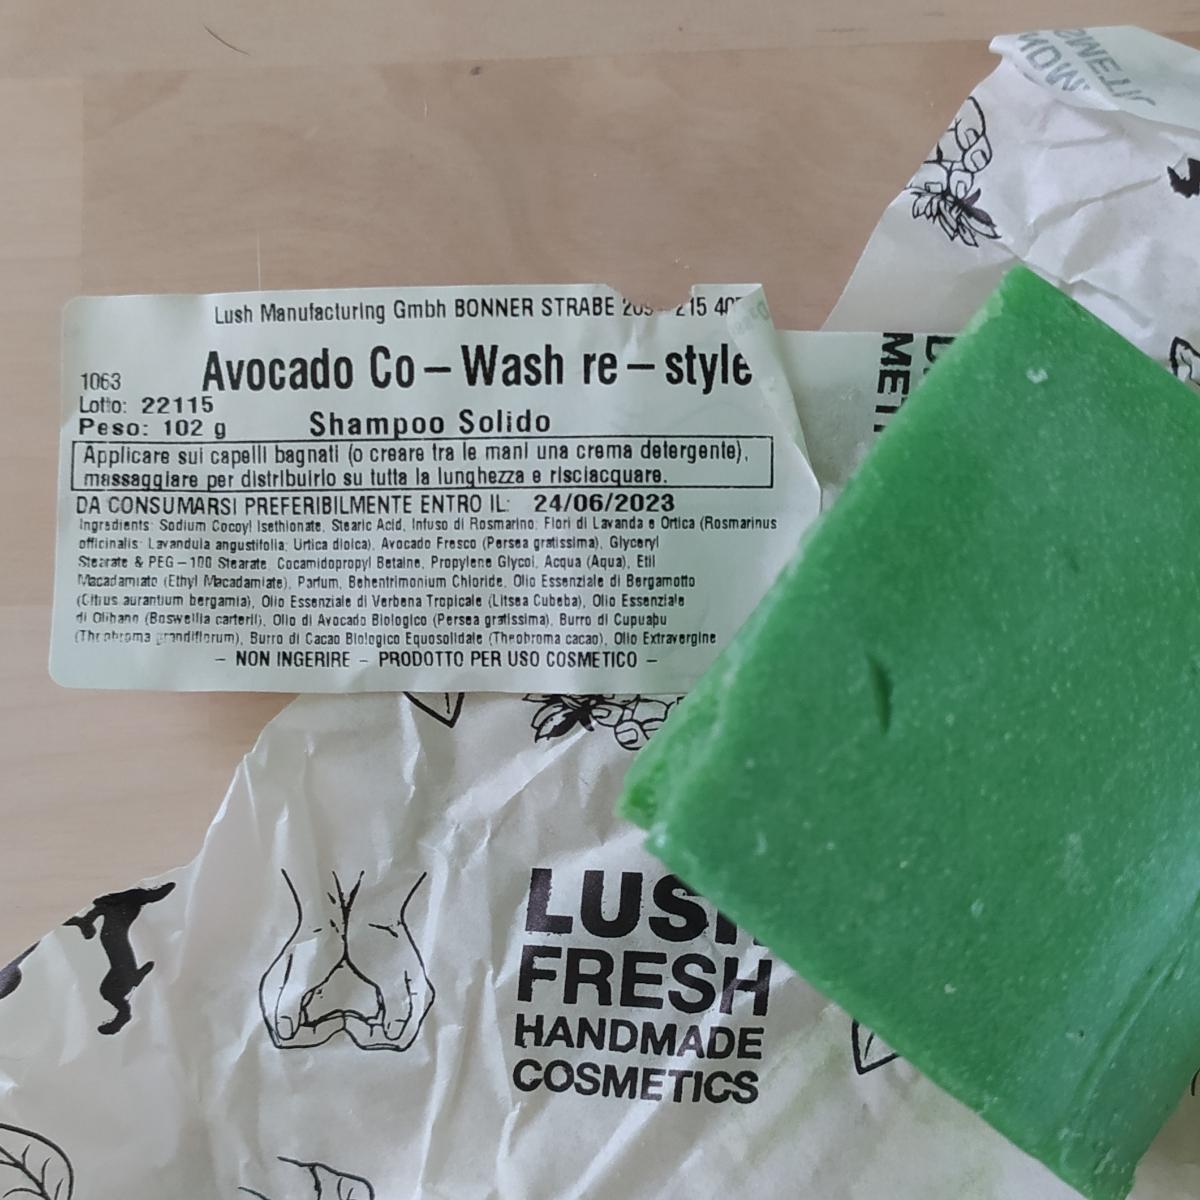 Lush Manufacturing Gmbh BONNER STRABE 215
Avocado Co – Wash re – style
1063
Lotto: 22115
Peso: 102 g
Shampoo Solido
Applicare sui capelli bagnati (o creare tra le mani una crema detergente),
massaggiare per distribuirlo su tutta la lunghezza e risciacquare.
DA CONSUMARSI PREFERIBILMENTE ENTRO IL: 24/06/2023
Ingredients: Sodium Cocoyl Isethionate, Stearic Acid, Infuso di Rosmarino; Fiori di Lavanda e Ortica (Rosmarinus
officinalis; Lavandula angustifolia; Urtica dioica), Avocado Fresco (Persea gratissima), Glyceryl
Stearate & PEG – 100 Stearate, Cocamidopropyl Betaine, Propylene Glycol, Acqua (Aqua), Etil
Macadamiato (Ethyl Macadamiate), Parfum, Behentrimonium Chloride, Olio Essenziale di Bergamotto
(Citrus aurantium bergamia), Olio Essenziale di Verbena Tropicale (Litsea Cubeba), Olio Essenziale
di Olibano (Boswellia carterii), Olio di Avocado Biologico (Persea gratissima), Burro di Cupuaþu
(Theobroma grandiflorum), Burro di Cacao Biologico Equosolidale (Theobroma cacao), Olio Extravergine
– NON INGERIRE – PRODOTTO PER USO COSMETICO –
LUSH
FRESH
HANDMADE
COSMETICS